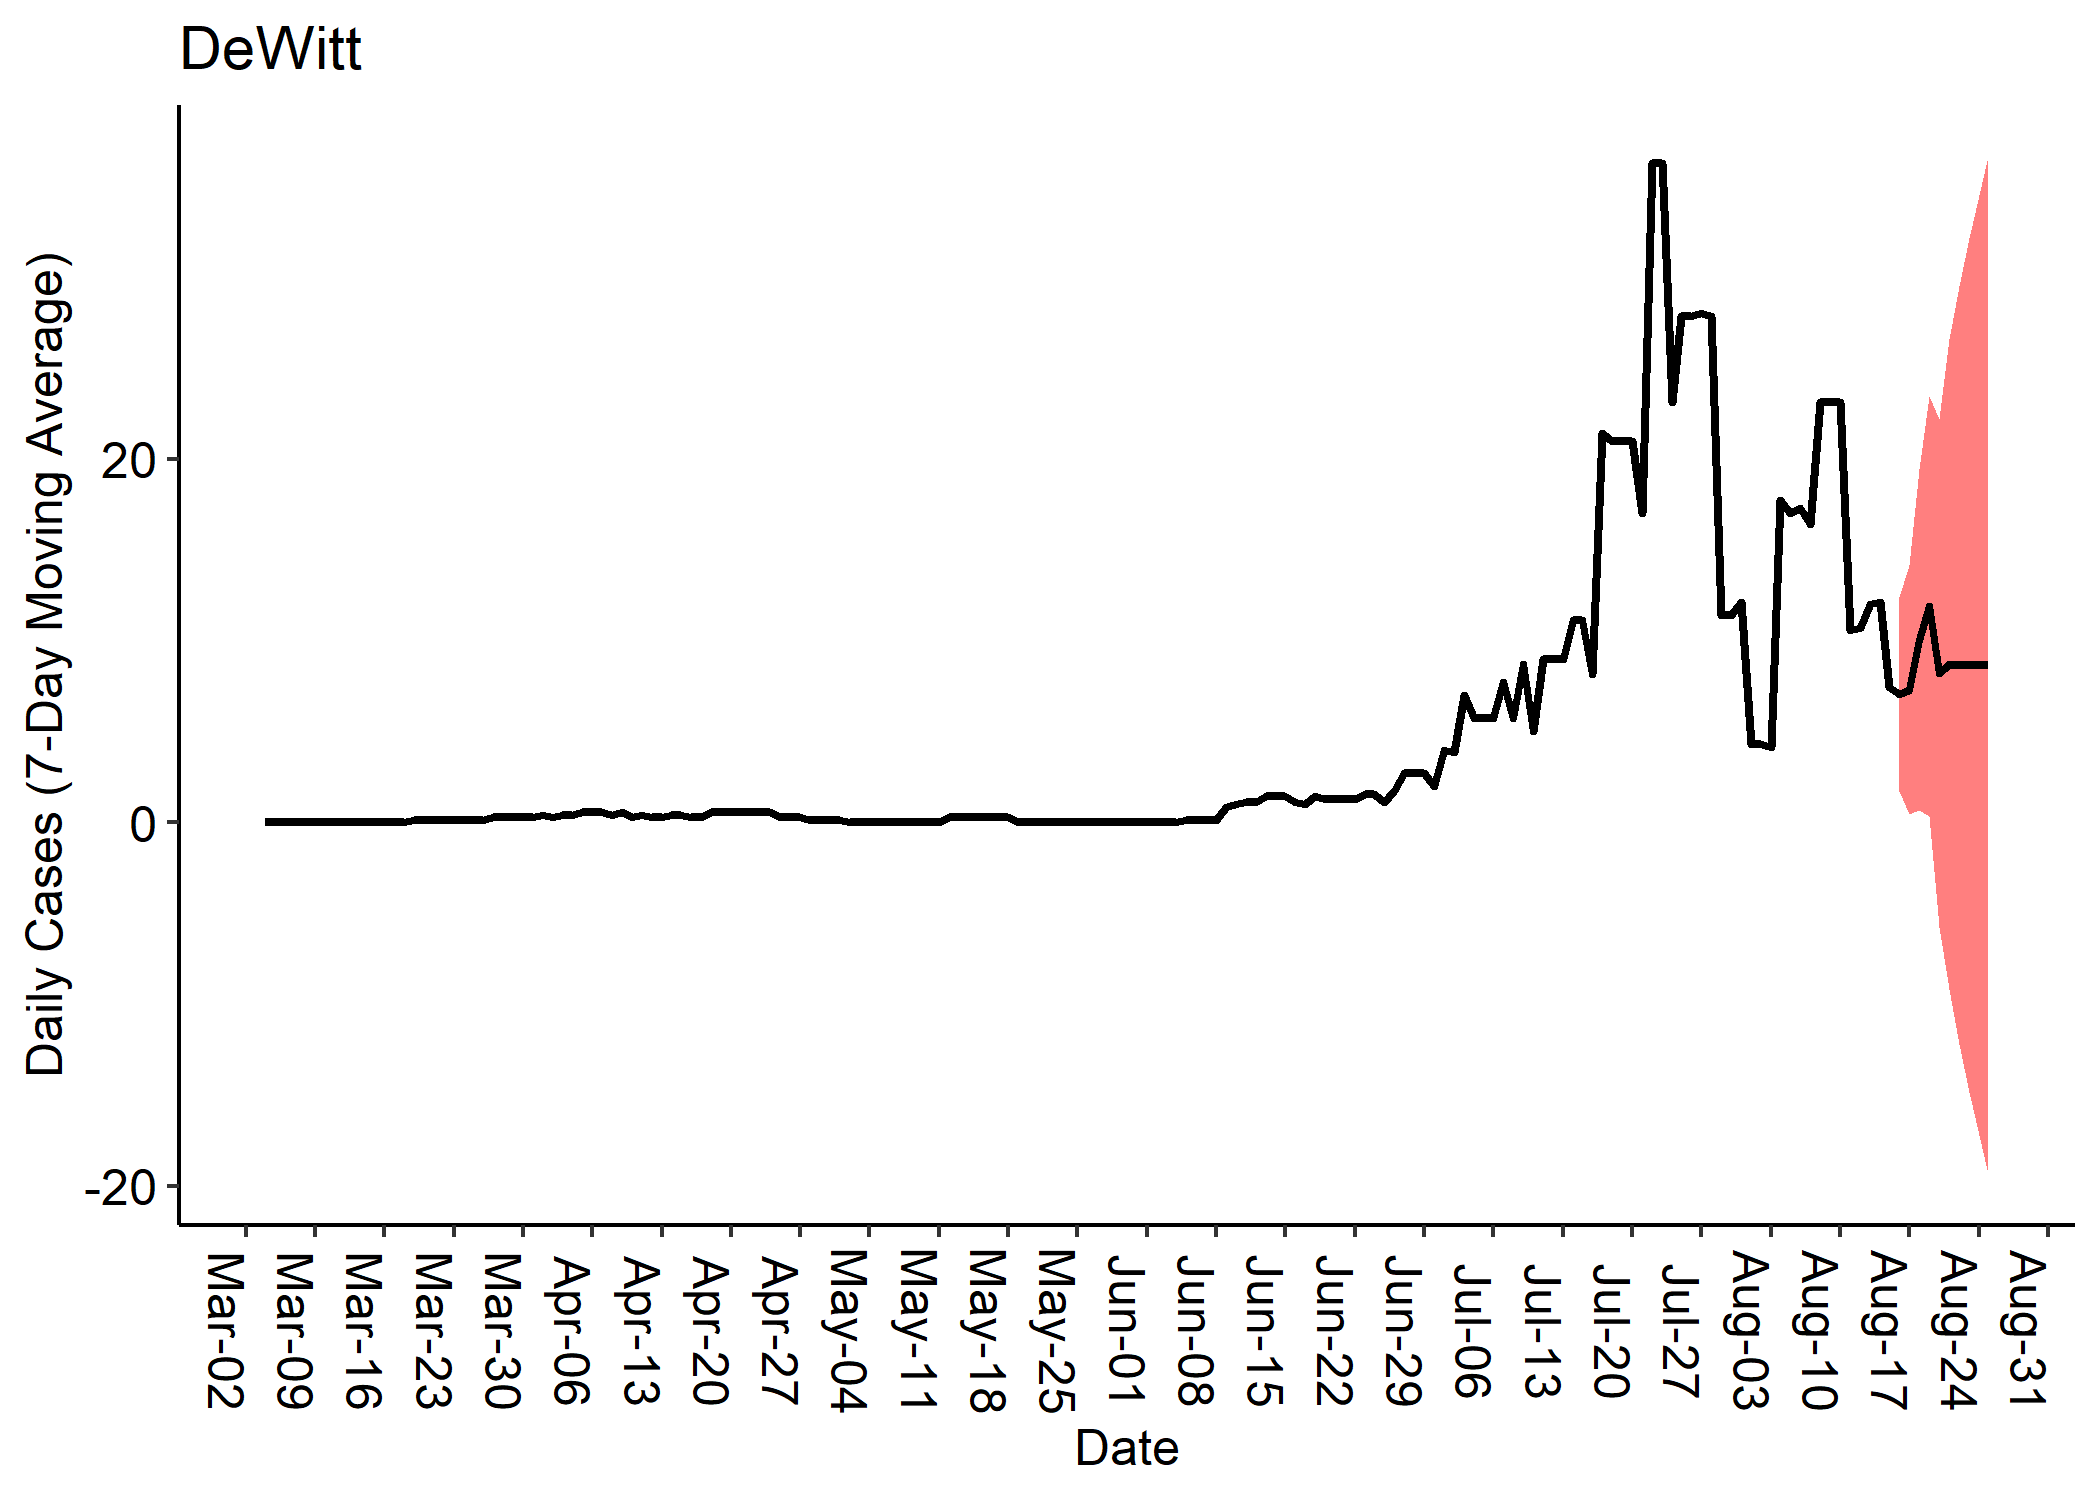 DeWitt
Daily Cases (7-Day Moving Average)
20
0
-20
Mar-02
Mar-09
Mar-16
Mar-23
Mar-30
Apr-06
Apr-13
Apr-20
Apr-27
May-04
May-11
May-18
May-25
Jun-01
Jun-08
Jun-15
Jun-22
Jun-29
Jul-06
Jul-13
Jul-20
Jul-27
Aug-03
Aug-10
Aug-17
Aug-24
Aug-31
Date